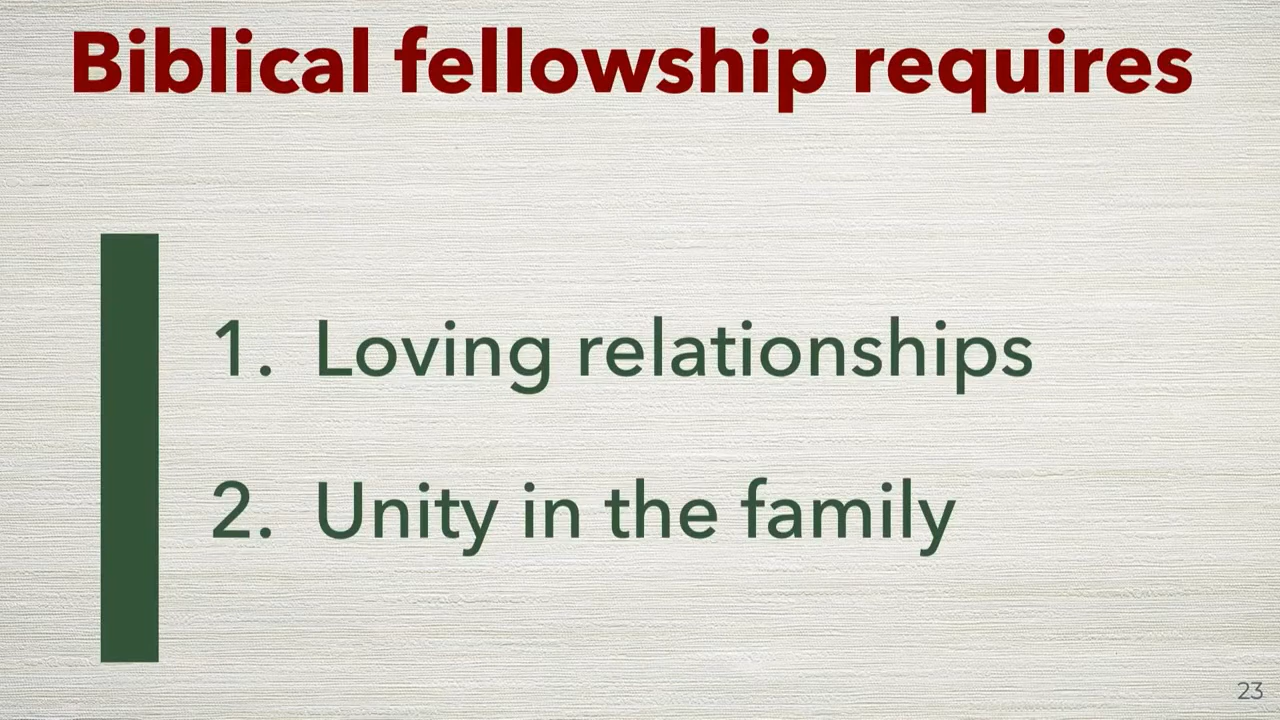 Biblical fellowship requires
1. Loving relationships
2. Unity in the family
23